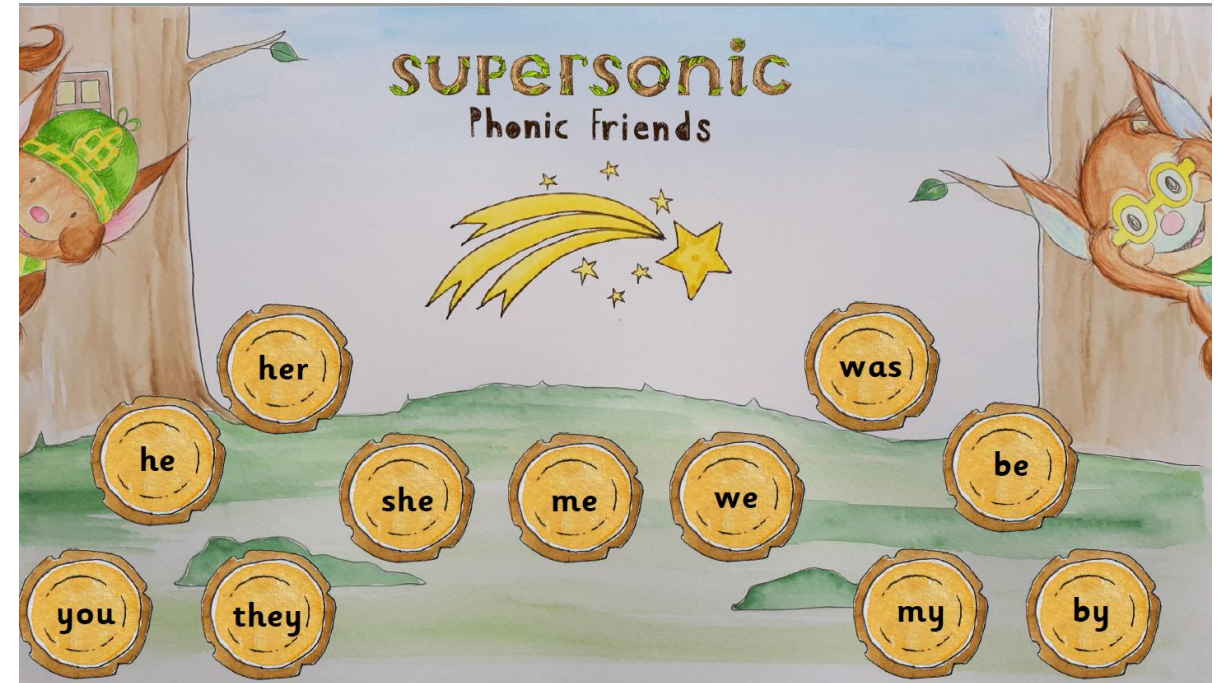 supersonic
Phonic Friends
her
was
he
she
me
we
be
you
they
my
by